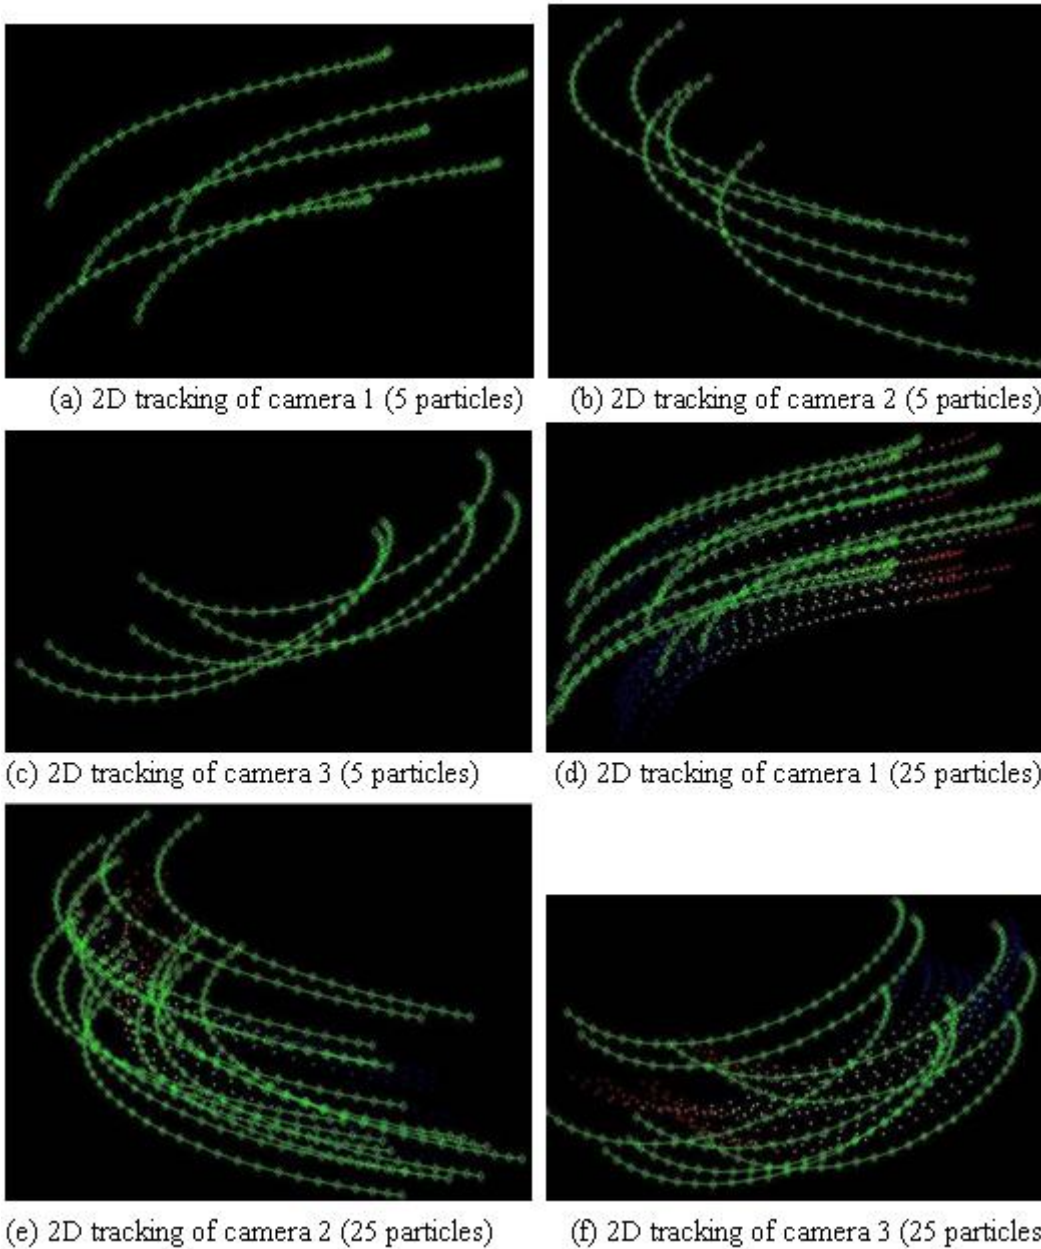 (a) 2D tracking of camera 1 (5 particles)
(b) 2D tracking of camera 2 (5 particles)
(c) 2D tracking of camera 3 (5 particles)
(d) 2D tracking of camera 1 (25 particles)
(e) 2D tracking of camera 2 (25 particles)
(f) 2D tracking of camera 3 (25 particles